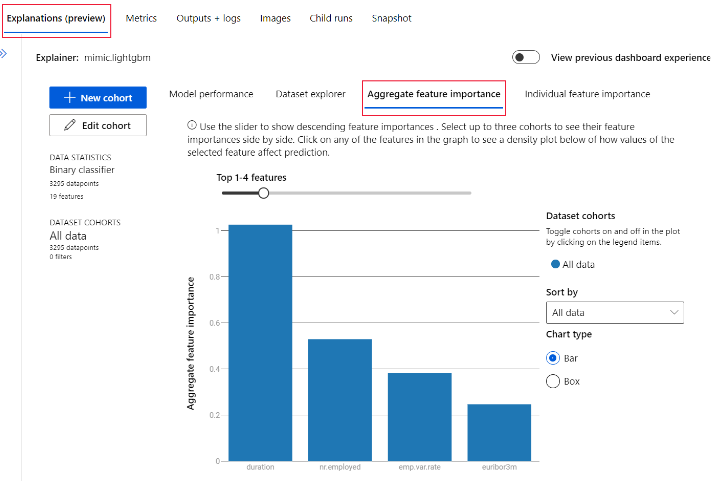 Explanations (preview) Metrics Outputs + logs Images Child runs Snapshot
Explainer: mimic.lightgbm
View previous dashboard experience
New cohort
Edit cohort
DATA STATISTICS
Binary classifier
3295 datapoints
19 features
DATASET COHORTS
All data
3295 datapoints
0 filters
Model performance Dataset explorer Aggregate feature importance Individual feature importance
Use the slider to show descending feature importances . Select up to three cohorts to see their feature
importances side by side. Click on any of the features in the graph to see a density plot below of how values of the
selected feature affect prediction.
Top 1-4 features
Aggregate feature importance
1
0.8
0.6
0.4
0.2
0
duration nr.employed emp.var.rate euribor3m
Dataset cohorts
Toggle cohorts on and off in the plot
by clicking on the legend items.
All data
Sort by
All data
Chart type
Bar
Box